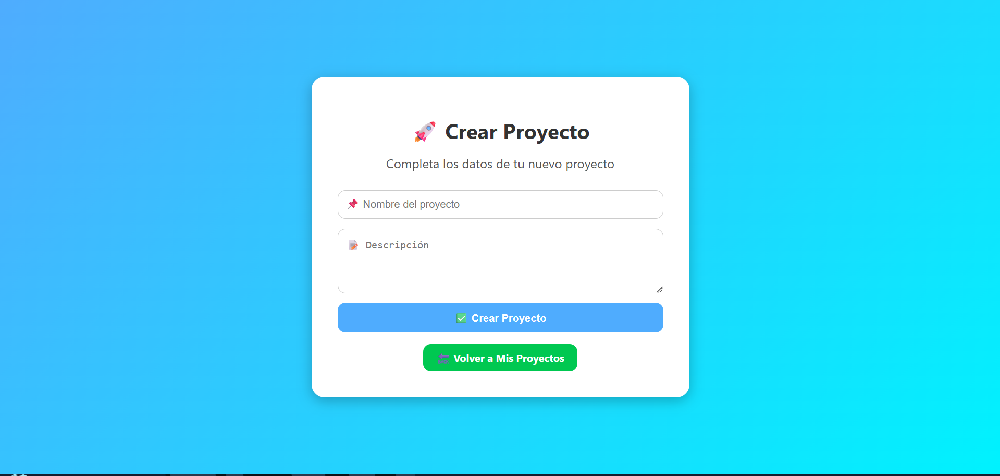 🚀 Crear Proyecto
Completa los datos de tu nuevo proyecto
📌 Nombre del proyecto
📝 Descripción
✅ Crear Proyecto
🔙 Volver a Mis Proyectos